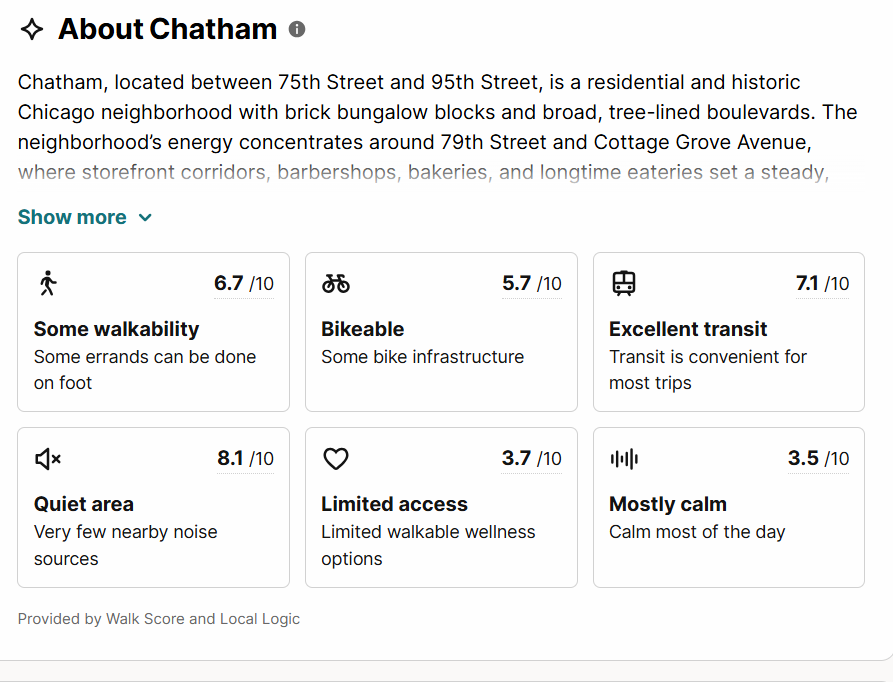 About Chatham
Chatham, located between 75th Street and 95th Street, is a residential and historic
Chicago neighborhood with brick bungalow blocks and broad, tree-lined boulevards. The
neighborhood’s energy concentrates around 79th Street and Cottage Grove Avenue,
where storefront corridors, barbershops, bakeries, and longtime eateries set a steady,
Show more
6.7 /10
Some walkability
Some errands can be done
on foot
5.7 /10
Bikeable
Some bike infrastructure
7.1 /10
Excellent transit
Transit is convenient for
most trips
8.1 /10
Quiet area
Very few nearby noise
sources
3.7 /10
Limited access
Limited walkable wellness
options
3.5 /10
Mostly calm
Calm most of the day
Provided by Walk Score and Local Logic